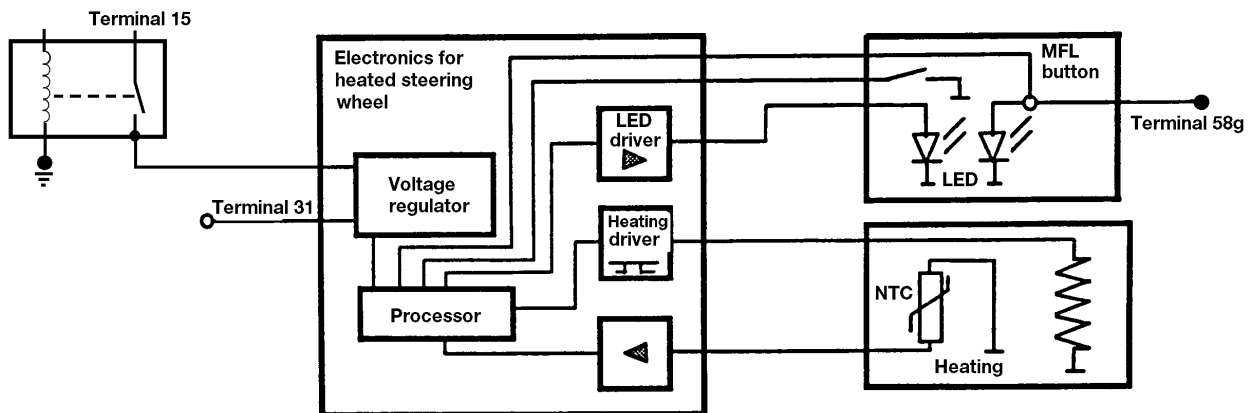 Terminal 15
Electronics for
heated steering
wheel
MFL
button
LED
driver
Terminal 58g
LED
Voltage
regulator
Terminal 31
Heating
driver
NTC
Processor
Heating